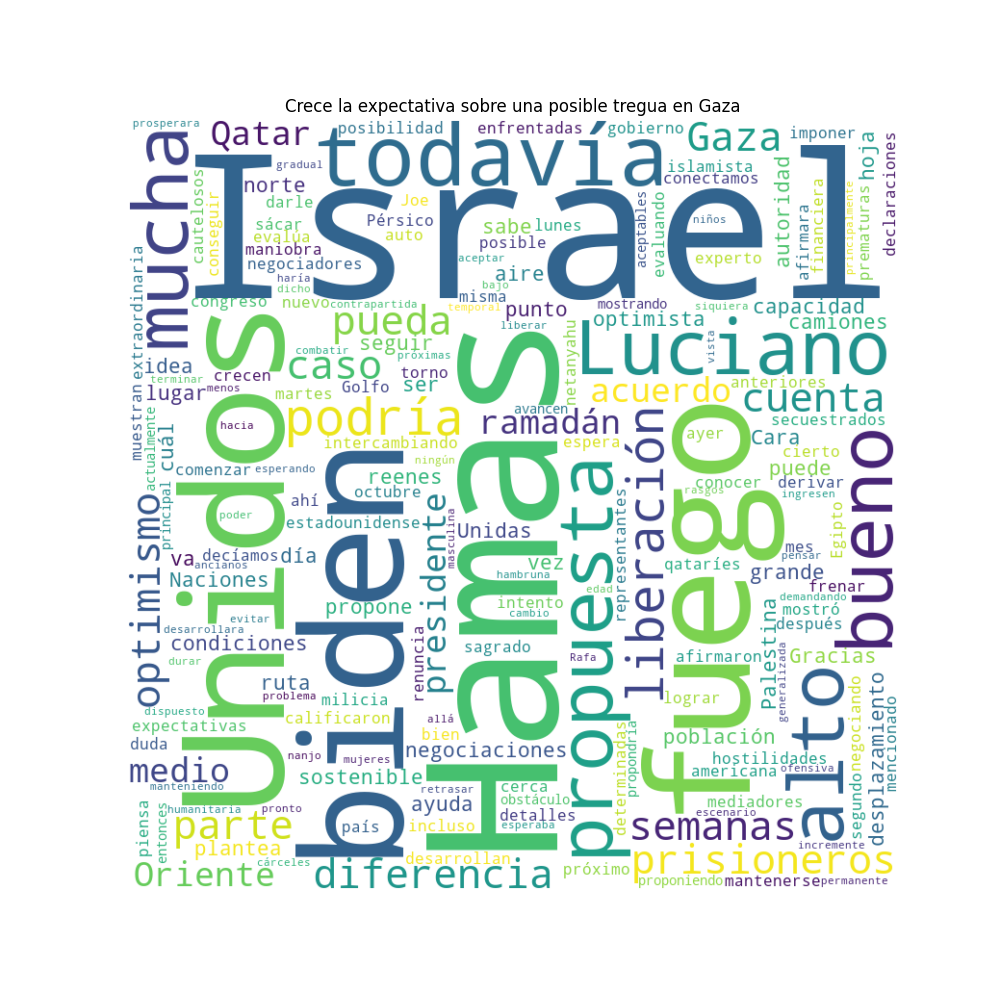 Crece la expectativa sobre una posible tregua en Gaza
prosperara
mucha
Qatar
posibilidad
todavía
enfrentadas
gobierno
Gaza
imponer
hoja
declaraciones
Israel
gradual
norte
darle
cautelosos
conseguir
sácar
evalúa
maniobra
negociadores
haría
dicho
Joe
Pérsico
auto
islamista
conectamos
sabe
lunes
posible
aceptar
aire
bajo
misma
aceptables
evaluando
niños
experto
autoridad
afirmara
financiera
principalmente
prematuras
extraordinaria
congreso
nuevo
contrapartida
temporal
punto
mostrando
siquiera
capacidad
optimista
camiones
pueda
seguir
liberar
combatir
próximas
caso
Luciano
vista
netanyahu
idea
terminar
crecen
menos
martes
Golfo
torno
ser
lugar
acuerdo
anteriores
cuenta
secuestrados
muestran
actualmente
cuál
principal
hacia
podría
avancen
ramadán
intercambiando
espera
ningún
ayer
Cara
cierto
puede
conocer
derivar
ingresen
rasgos
Unidos
comenzar
esperando
reenes
octubre
ahí
poder
estadounidense
biden
Hamas
masculina
presidente
Unidas
propuesta
representantes
liberación
fuego
bueno
optimismo
va
decíamos
día
ancianos
Naciones
vez
hambruna
qataríes
mes
pensar
grande
frenar
Egipto
propone
intento
edad
cambio
demandando
mostró
después
evitar
desarrollara
condiciones
renuncia
sagrado
Rafa
afirmaron
Palestina
generalizada
Gracias
durar
ruta
problema
milicia
lograr
dispuesto
calificaron
allá
bien
expectativas
población
alto
negociando
desplazamiento
mencionado
duda
nanjo
mujeres
negociaciones
hostilidades
americana
ofensiva
medio
manteniendo
sostenible
retrasar
cerca
obstáculo
determinadas
propondría
mediadores
escenario
segundo
piensa
entonces
humanitaria
pronto
ayuda
detalles
parte
país
incluso
esperaba
semanas
plantea
incremente
cárceles
desarrollan
Oriente
diferencia
próximo
prisioneros
proponiendo
mantenerse
permanente